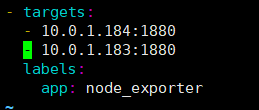 - targets:
  - 10.0.1.184:1880
  - 10.0.1.183:1880
  labels:
    app: node_exporter
~